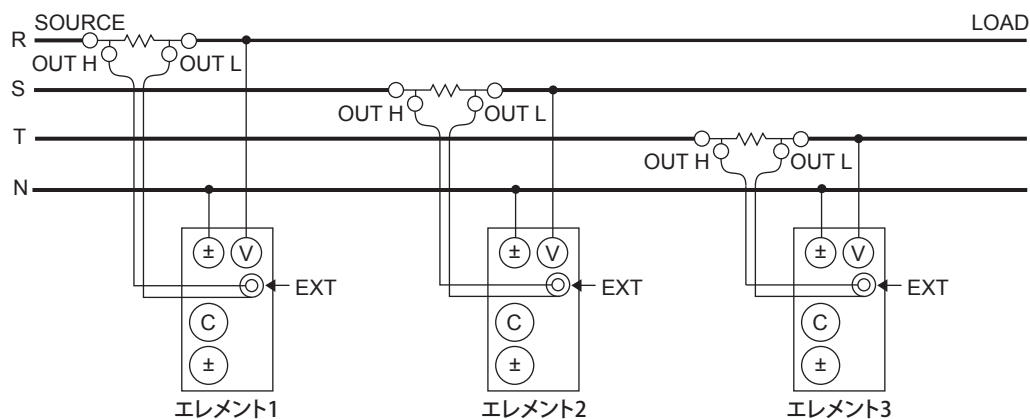 SOURCE LOAD
R
OUT H OUT L
S
OUT H OUT L
T
OUT H OUT L
N
± V ± V ± V
EXT EXT EXT
C C C
± ± ±
エレメント1 エレメント2 エレメント3